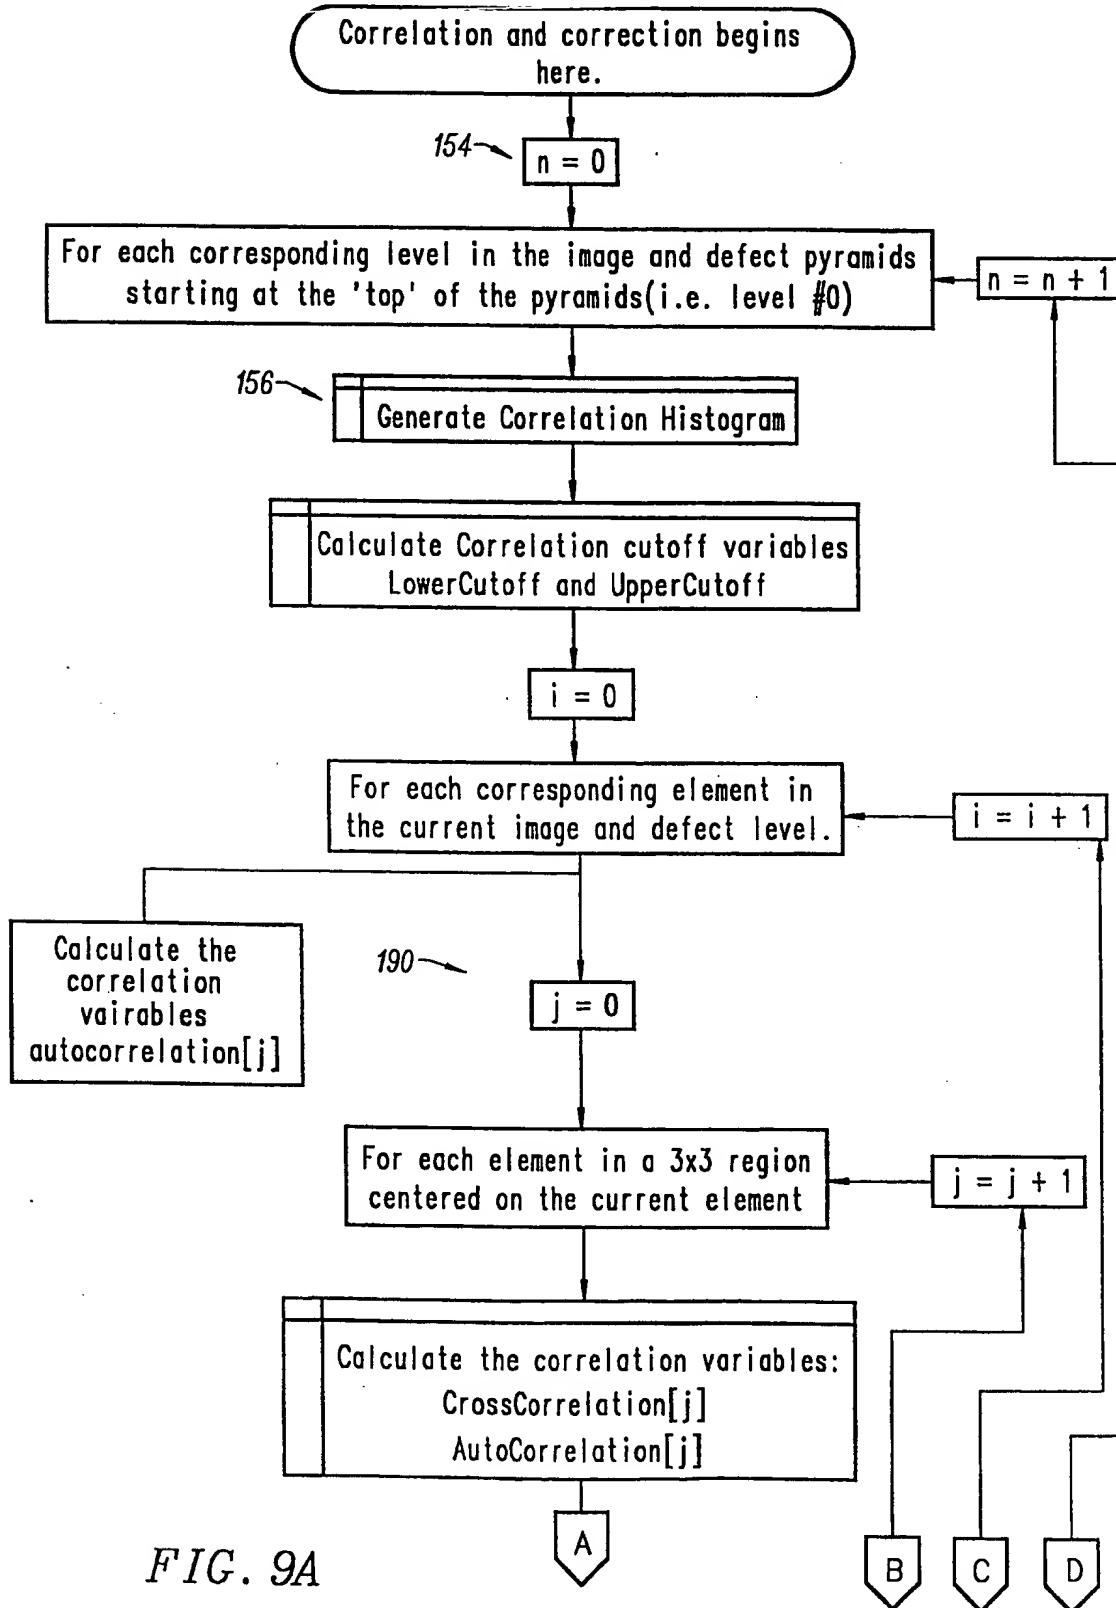 Correlation and correction begins
here.
154
n = 0
For each corresponding level in the image and defect pyramids
starting at the 'top' of the pyramids(i.e. level #0)
n = n + 1
156
Generate Correlation Histogram
Calculate Correlation cutoff variables
LowerCutoff and UpperCutoff
i = 0
For each corresponding element in
the current image and defect level.
i = i + 1
Calculate the
correlation
vairables
autocorrelation[j]
190
j = 0
For each element in a 3x3 region
centered on the current element
j = j + 1
Calculate the correlation variables:
CrossCorrelation[j]
AutoCorrelation[j]
A
B
C
D
FIG. 9A